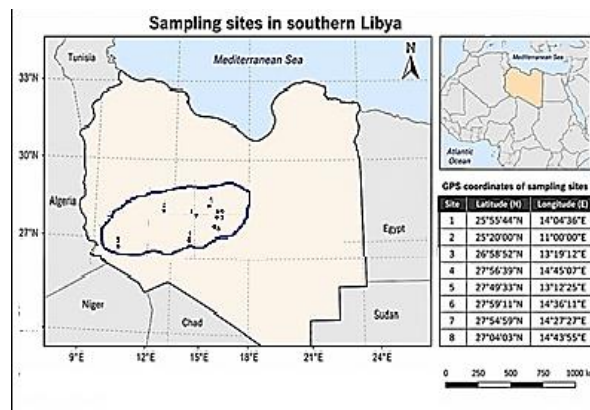 Sampling sites in southern Libya
Tunisia
Mediterranean Sea
N
33°N
30°N
27°N
Algeria
Egypt
Niger
Chad
Sudan
9°E 12°E 15°E 18°E 21°E 24°E
Mediterranean Sea
Atlantic
Ocean
GPS coordinates of sampling sites
Site Latitude (N) Longitude (E)
1 25°55'44"N 14°04'36"E
2 25°20'00"N 11°00'00"E
3 26°58'52"N 13°19'12"E
4 27°56'39"N 14°45'07"E
5 27°49'33"N 13°12'25"E
6 27°59'11"N 14°36'11"E
7 27°54'59"N 14°27'27"E
8 27°04'03"N 14°43'55"E
0 250 500 750 1000